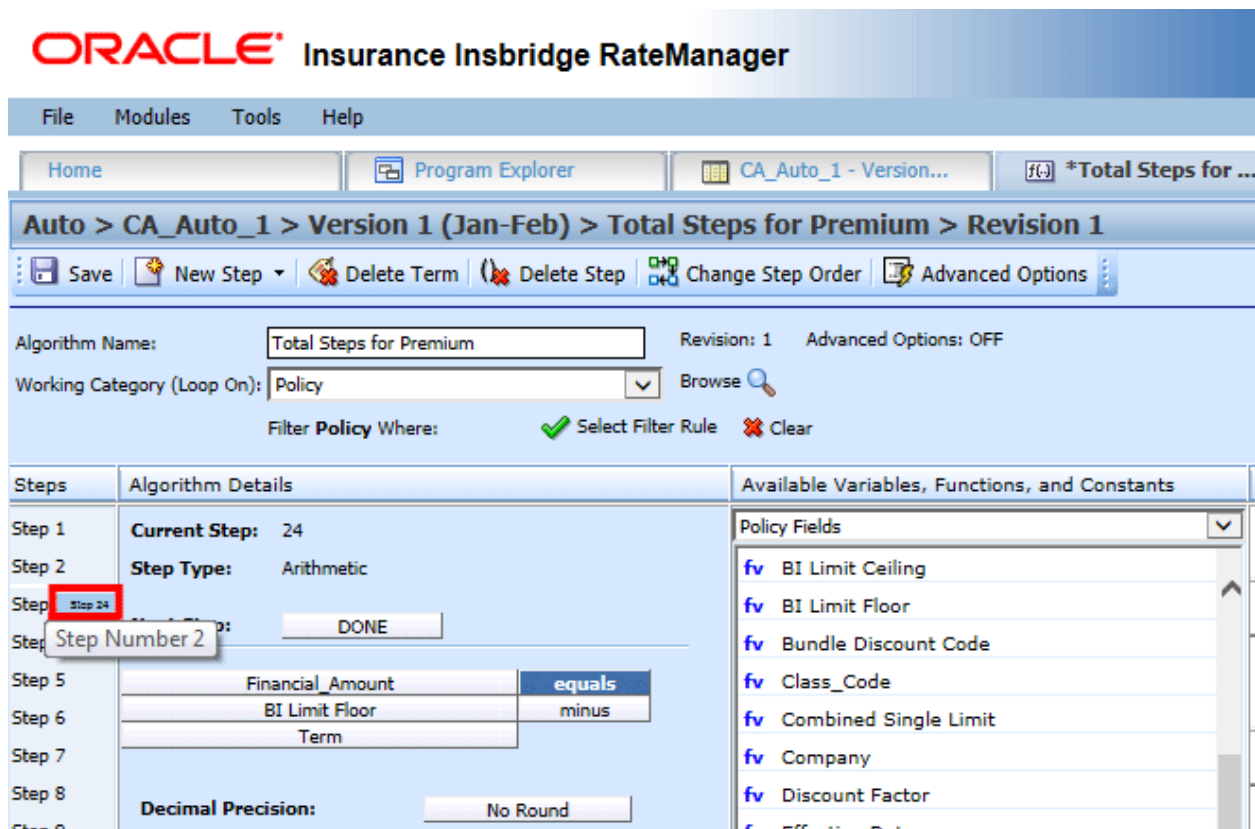 ORACLE Insurance Insbridge RateManager
File Modules Tools Help
Home Program Explorer CA_Auto_1 - Version... f(.) *Total Steps for ...
Auto > CA_Auto_1 > Version 1 (Jan-Feb) > Total Steps for Premium > Revision 1
Save New Step Delete Term Delete Step Change Step Order Advanced Options
Algorithm Name: Total Steps for Premium Revision: 1 Advanced Options: OFF
Working Category (Loop On): Policy Browse
Filter Policy Where: Select Filter Rule Clear
Steps Algorithm Details Available Variables, Functions, and Constants
Step 1 Current Step: 24 Policy Fields
Step 2 Step Type: Arithmetic fv BI Limit Ceiling
Step Step 24 fv BI Limit Floor
Step Step Number 2 DONE
fv Bundle Discount Code
Step 5 Financial_Amount equals fv Class_Code
Step 6 BI Limit Floor minus fv Combined Single Limit
Term
Step 7 fv Company
Step 8 Decimal Precision: No Round fv Discount Factor